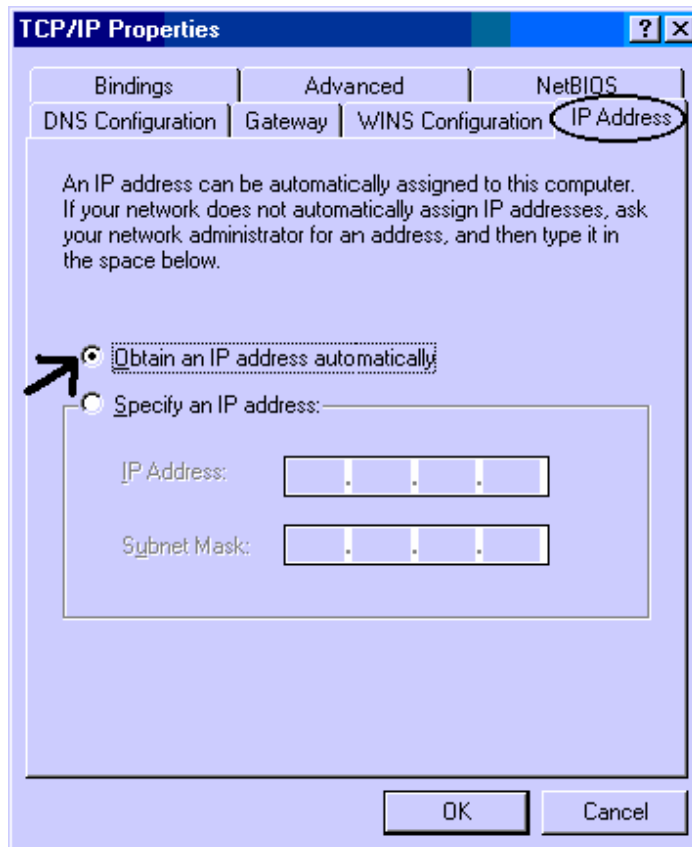 TCP/IP Properties
Bindings Advanced NetBIOS
DNS Configuration Gateway WINS Configuration IP Address
An IP address can be automatically assigned to this computer.
If your network does not automatically assign IP addresses, ask
your network administrator for an address, and then type it in
the space below.
Obtain an IP address automatically
Specify an IP address:
IP Address:
Subnet Mask:
OK Cancel